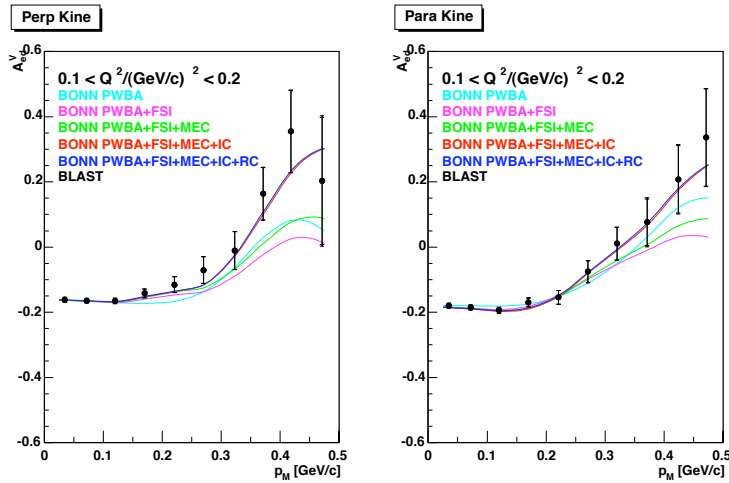 Perp Kine
A^V_ed
0.1 < Q^2/(GeV/c)^2 < 0.2
BONN PWBA
BONN PWBA+FSI
BONN PWBA+FSI+MEC
BONN PWBA+FSI+MEC+IC
BONN PWBA+FSI+MEC+IC+RC
BLAST
0.6
0.4
0.2
0
-0.2
-0.4
-0.6
0 0.1 0.2 0.3 0.4 0.5
p_M [GeV/c]
Para Kine
A^V_ed
0.1 < Q^2/(GeV/c)^2 < 0.2
BONN PWBA
BONN PWBA+FSI
BONN PWBA+FSI+MEC
BONN PWBA+FSI+MEC+IC
BONN PWBA+FSI+MEC+IC+RC
BLAST
0.6
0.4
0.2
0
-0.2
-0.4
-0.6
0 0.1 0.2 0.3 0.4 0.5
p_M [GeV/c]